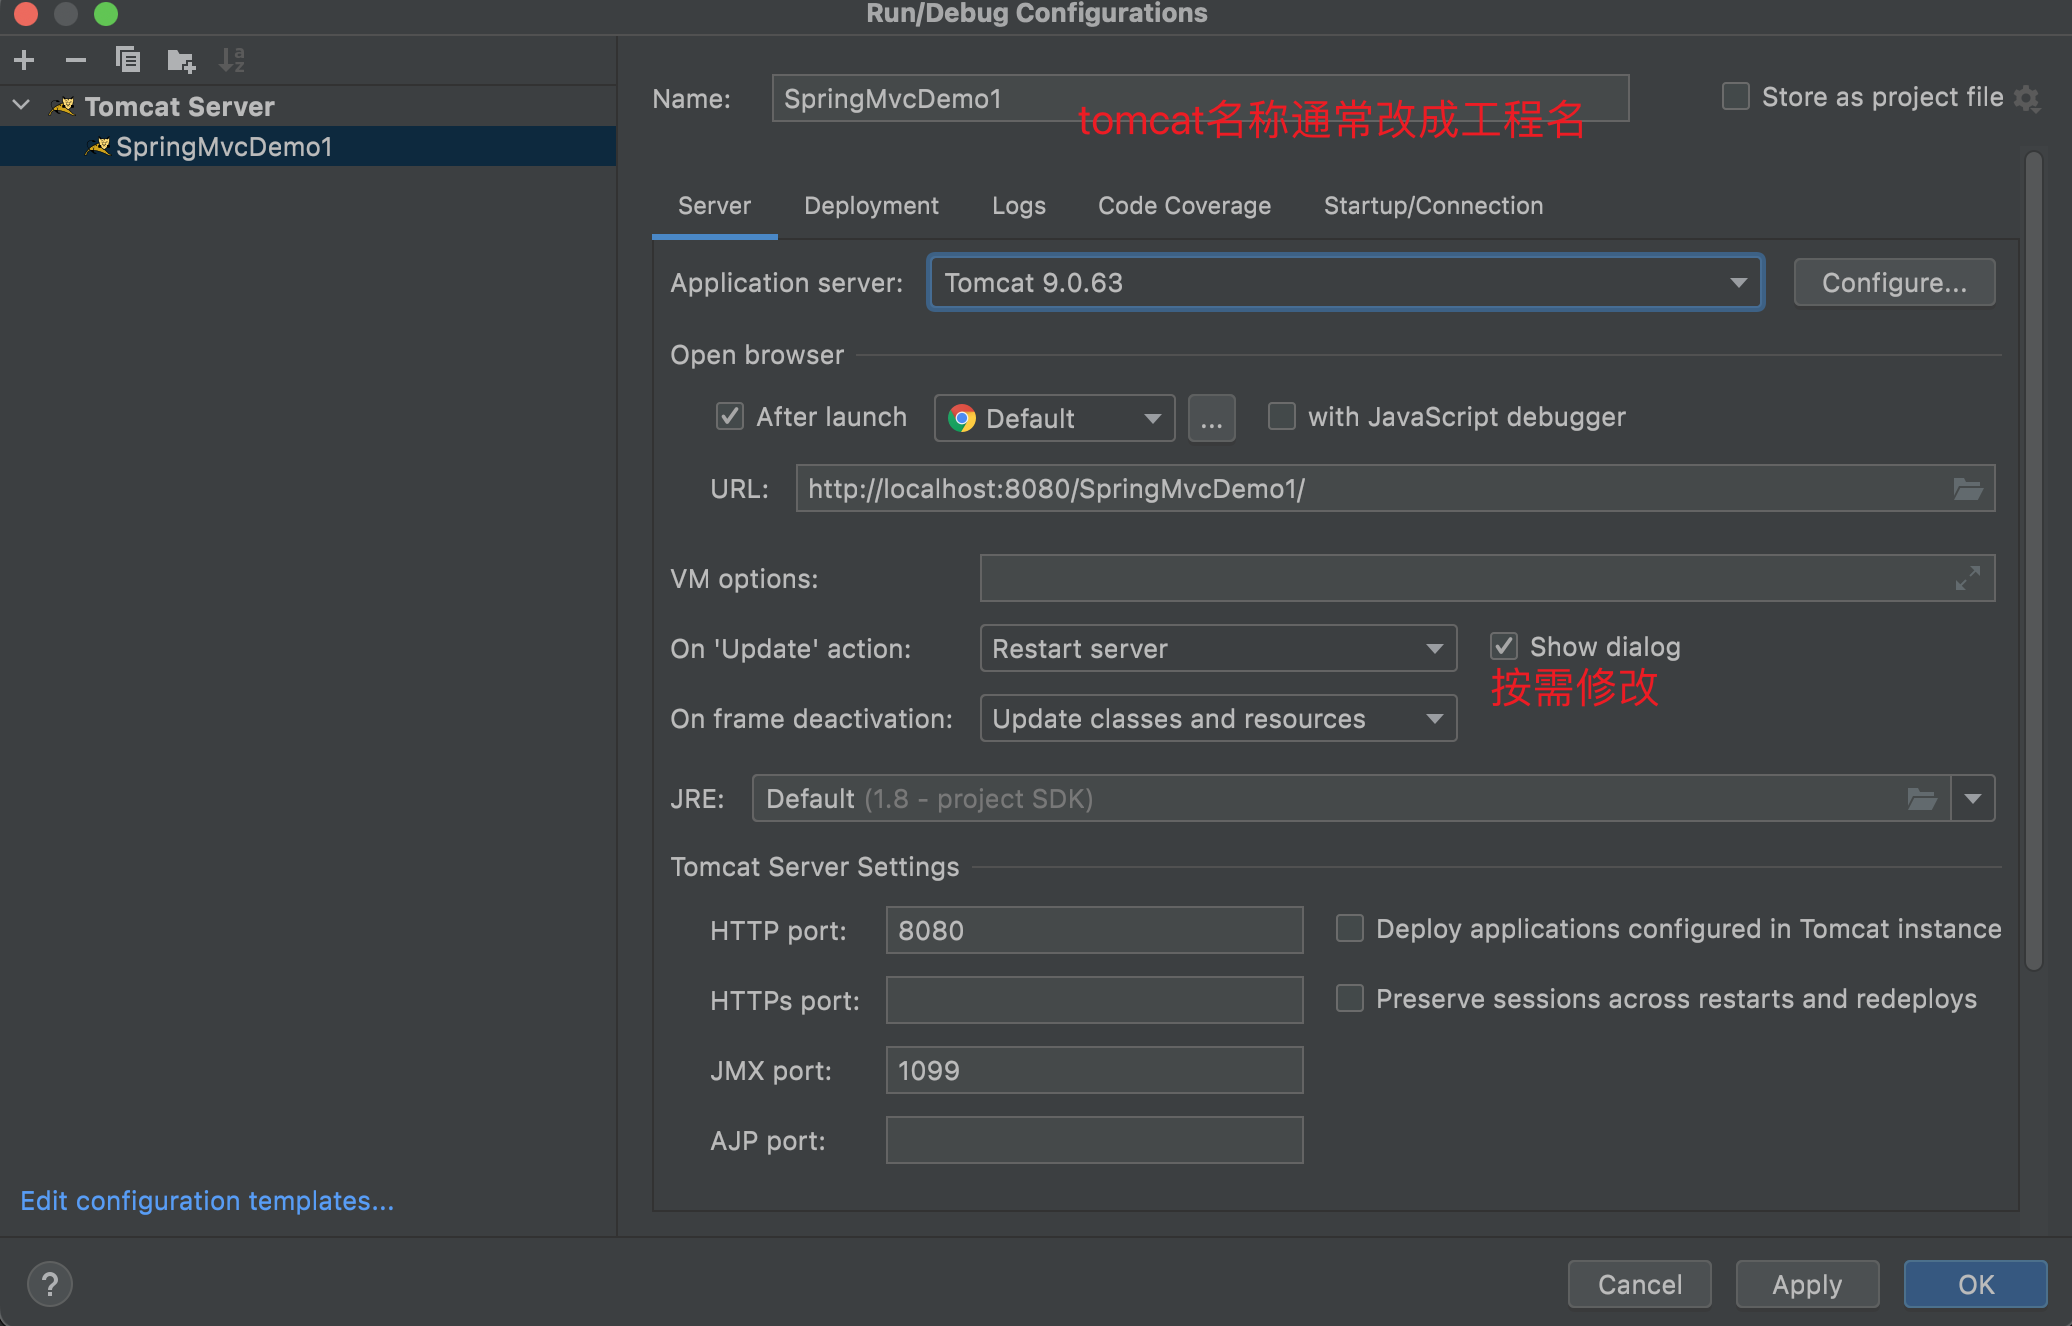 Run/Debug Configurations
Tomcat Server
SpringMvcDemo1
Name: SpringMvcDemo1
Store as project file
tomcat名称通常改成工程名
Server Deployment Logs Code Coverage Startup/Connection
Application server: Tomcat 9.0.63 Configure...
Open browser
After launch Default ... with JavaScript debugger
URL: http://localhost:8080/SpringMvcDemo1/
VM options:
On 'Update' action: Restart server Show dialog
按需修改
On frame deactivation: Update classes and resources
JRE: Default (1.8 - project SDK)
Tomcat Server Settings
HTTP port: 8080 Deploy applications configured in Tomcat instance
HTTPs port: Preserve sessions across restarts and redeploys
JMX port: 1099
AJP port:
Edit configuration templates...
? Cancel Apply OK